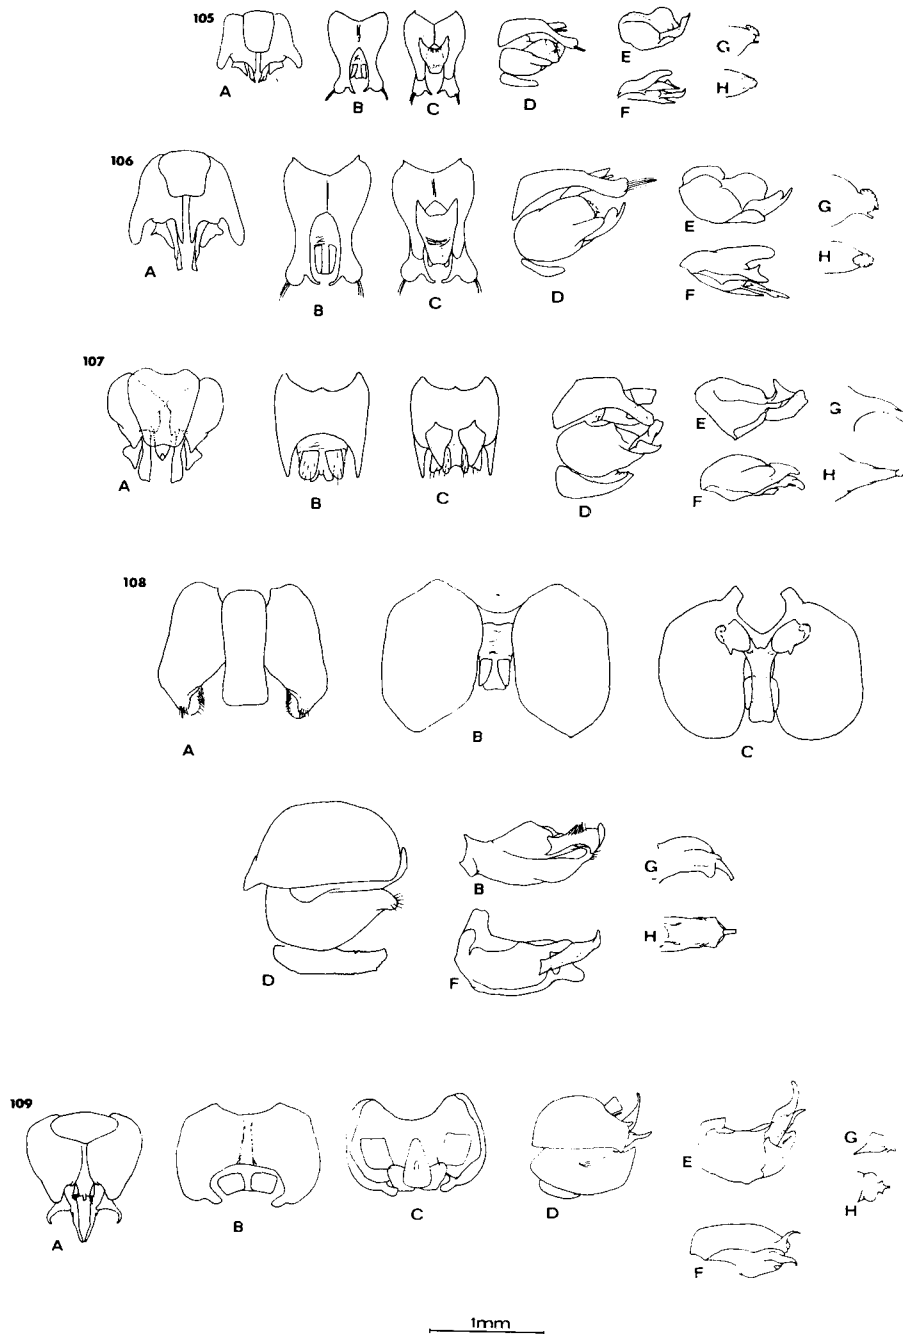 105
A B C D E F G H
106
A B C D E F G H
107
A B C D E F G H
108
A B C
D B F G H
109
A B C D E F G H
1mm